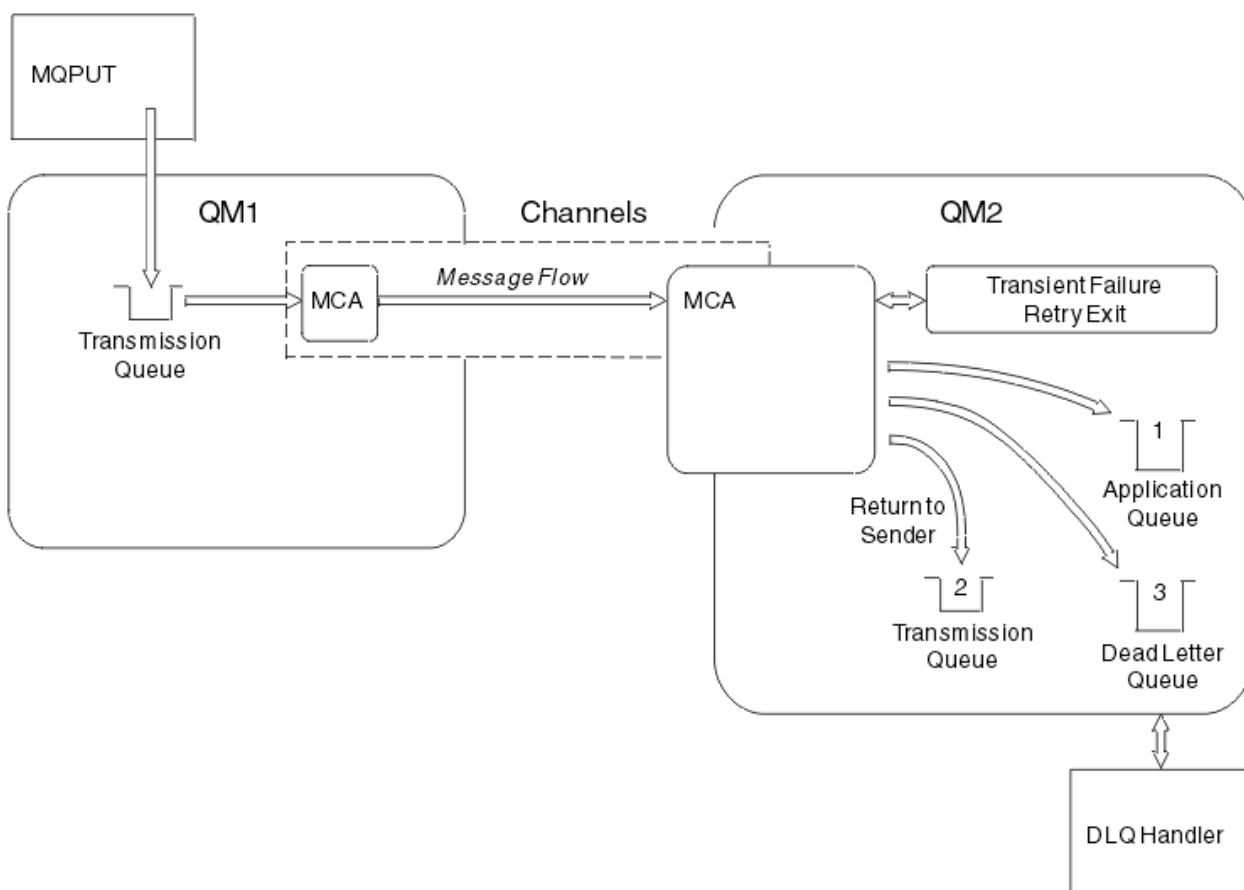 MQPUT
QM1
Channels
QM2
MCA
Message Flow
MCA
Transient Failure
Retry Exit
Transmission
Queue
1
Application
Queue
Return to
Sender
2
Transmission
Queue
3
Dead Letter
Queue
DLQ Handler